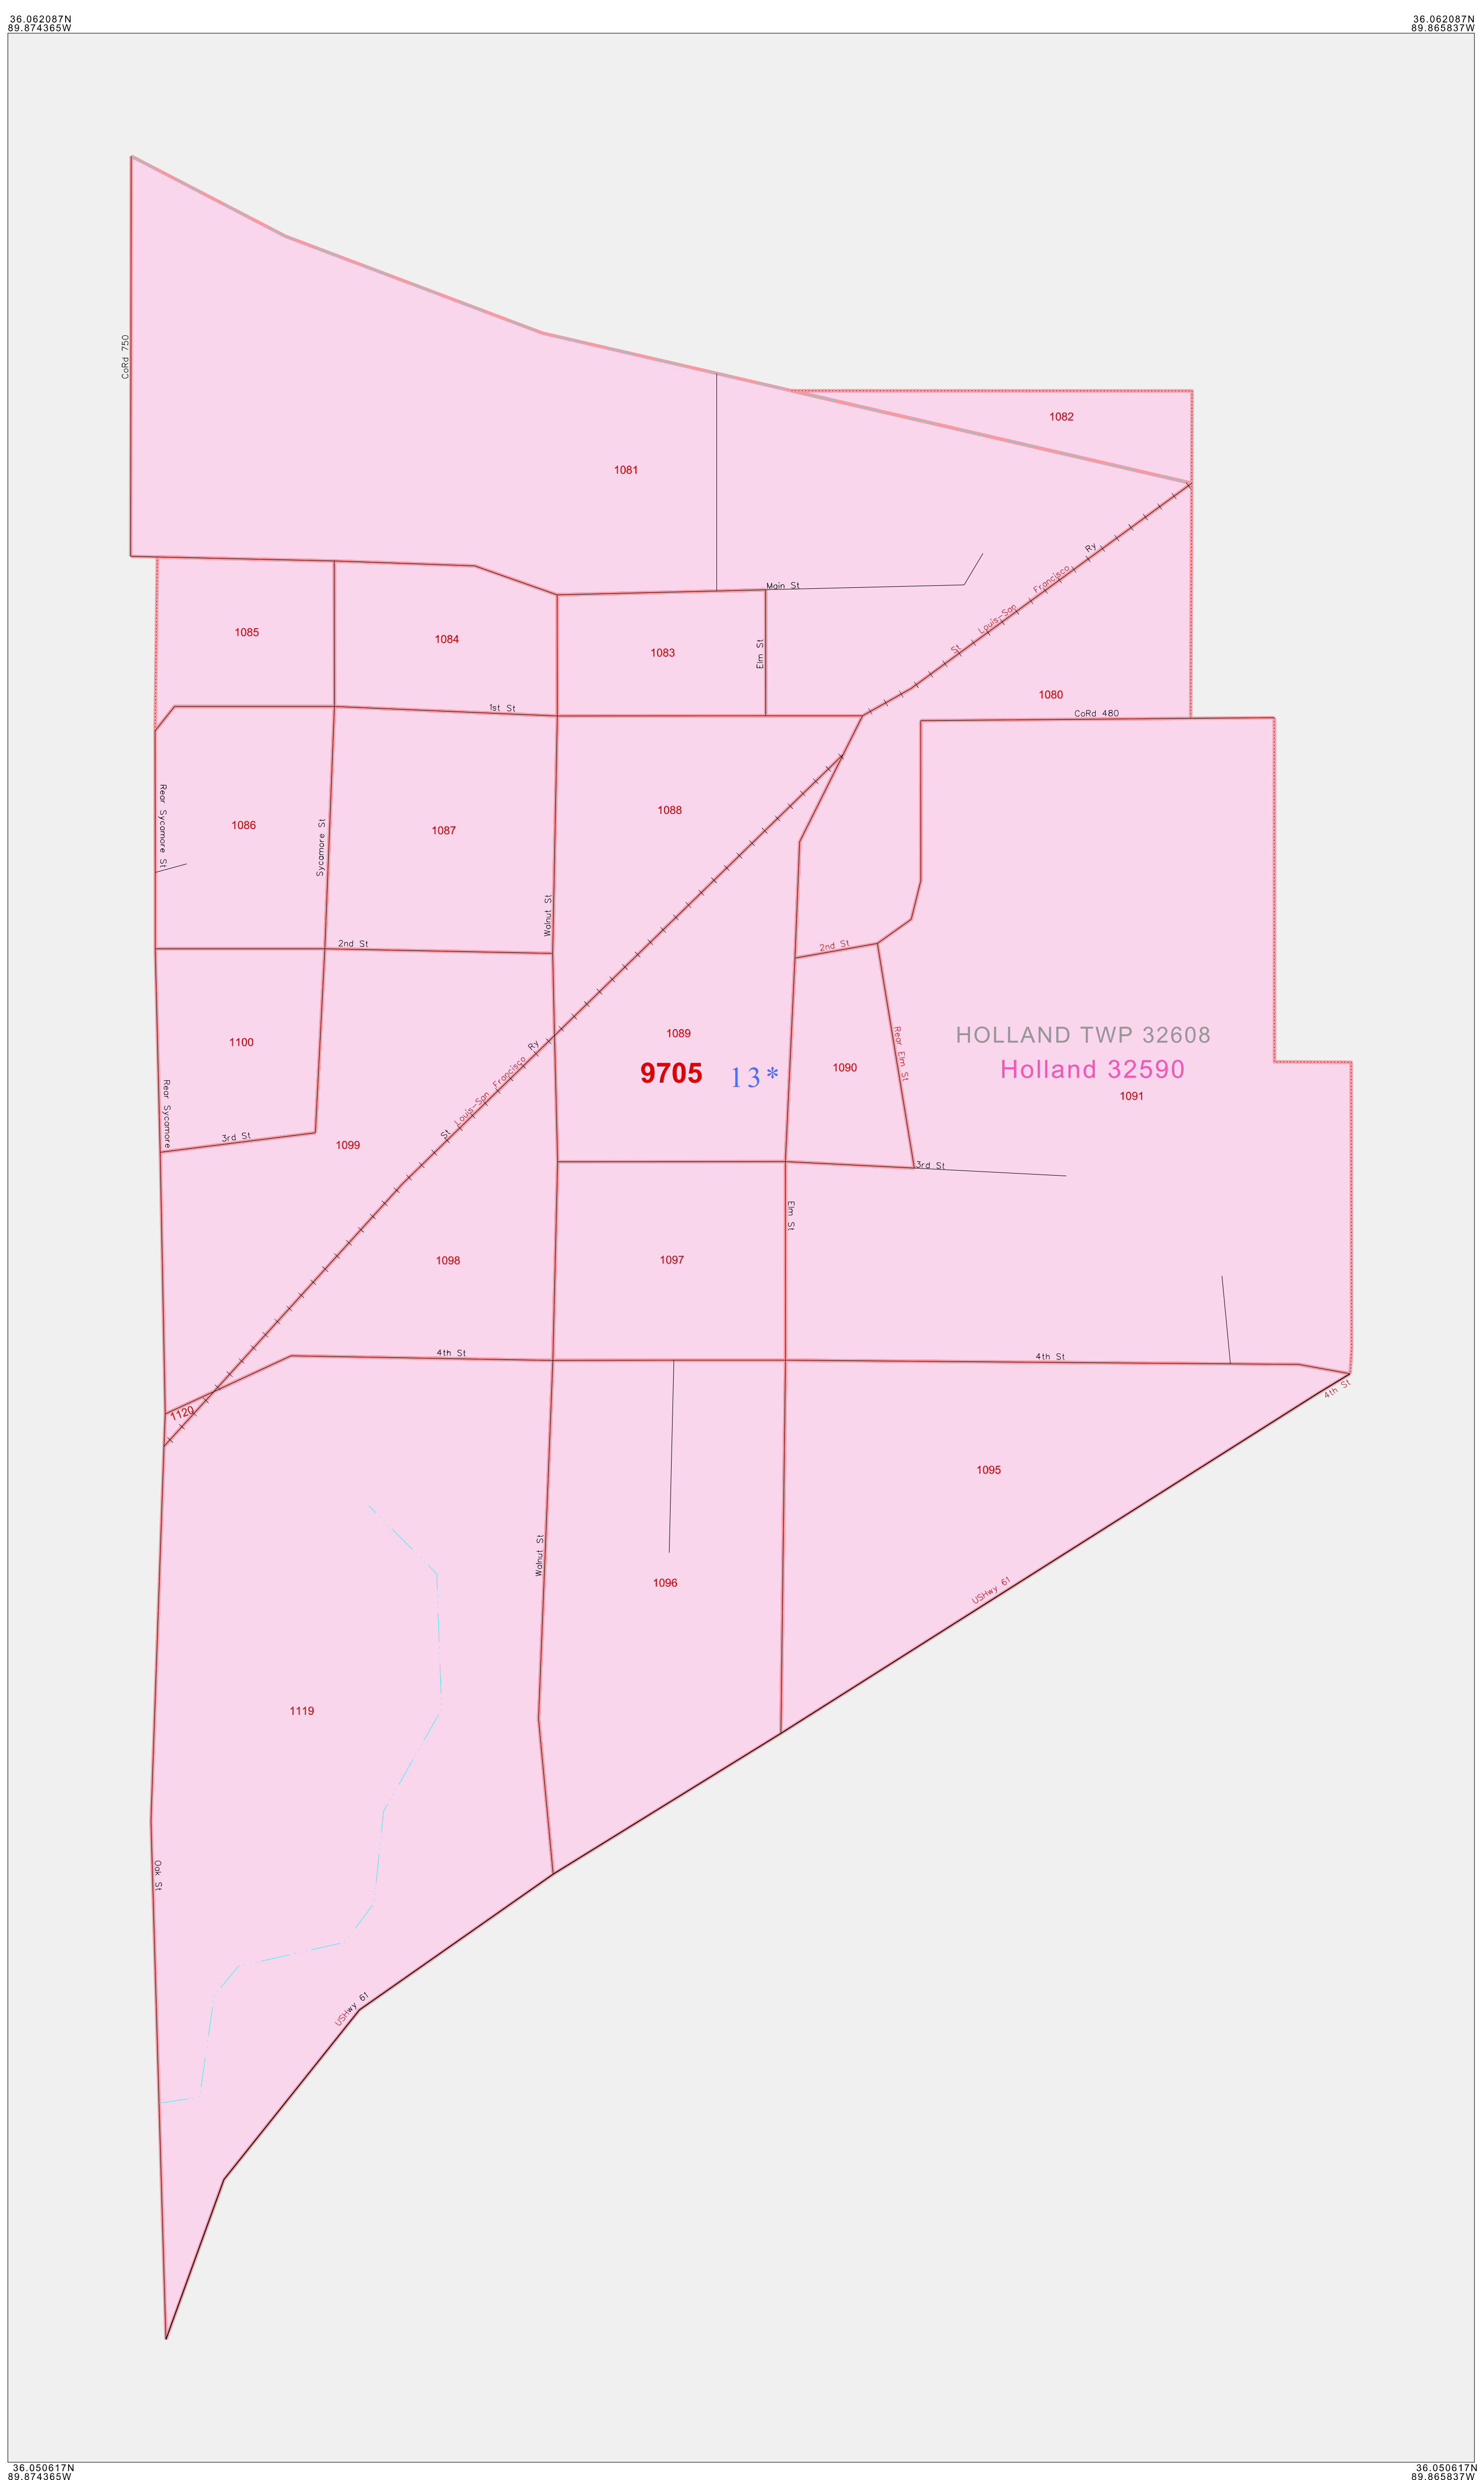 36.062087N
89.874365W
36.062087N
89.865837W
CoRd 750
1082
1081
Main St
St Louis-San Francisco Ry
1085
1084
1083
Elm St
1080
1st St
CoRd 480
Rear Sycamore St
1086
Sycamore St
1087
1088
Walnut St
2nd St
2nd St
1100
St Louis-San Francisco Ry
1089
9705
13*
1090
Rear Elm St
HOLLAND TWP 32608
Holland 32590
1091
Rear Sycamore
3rd St
1099
3rd St
Elm St
1098
1097
4th St
4th St
4th St
1120
1095
Walnut St
1096
USHwy 61
1119
Oak St
USHwy 61
36.050617N
89.874365W
36.050617N
89.865837W